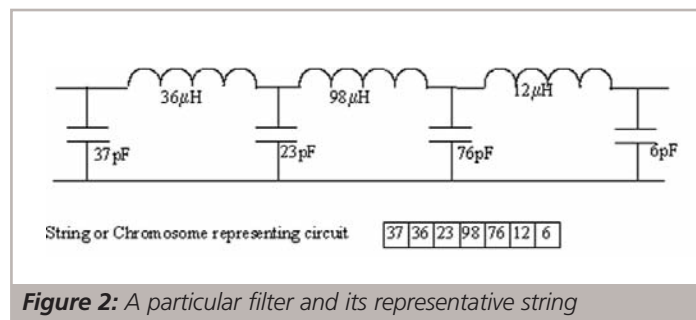 36μH 98μH 12μH
37pF 23pF 76pF 6pF
String or Chromosome representing circuit 37 36 23 98 76 12 6
Figure 2: A particular filter and its representative string